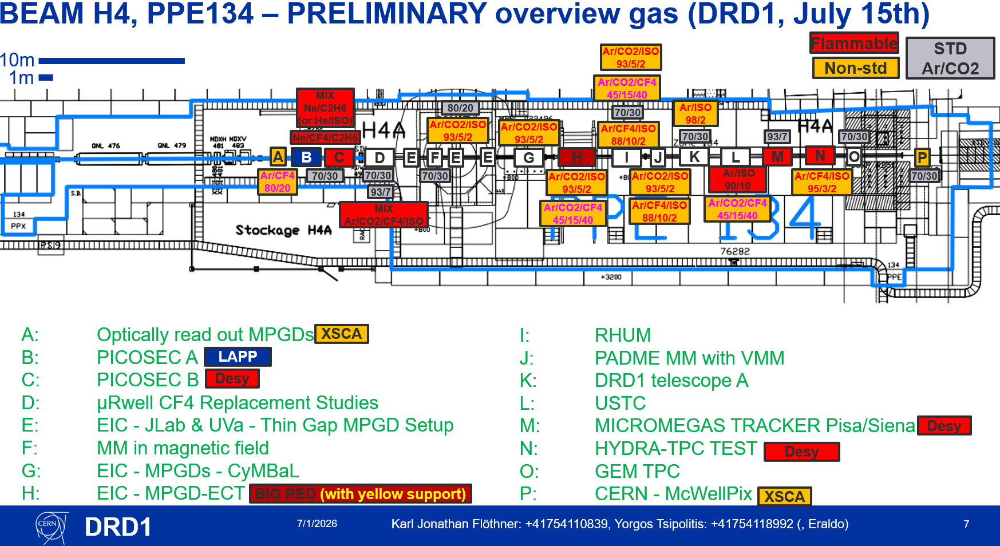 BEAM H4, PPE134 – PRELIMINARY overview gas (DRD1, July 15th)
Flammable
Non-std
STD
Ar/CO2
10m
1m
Ar/CO2/ISO
93/5/2
Ar/CO2/CF4
45/15/40
MIX
Ne/C2H6
(or He/ISO)
80/20
70/30
Ar/ISO
98/2
Ar/CO2/ISO
93/5/2
Ar/CO2/ISO
93/5/2
Ar/CF4/ISO
88/10/2
Ne/CF4/C2H6
H4A
H4A
70/30
93/7
70/30
QNL 476
QNL 479
MDXH MDXV
481 483
A
B
C
D
E
F
E
E
G
H
I
J
K
L
M
N
O
P
Ar/CF4
80/20
70/30
70/30
93/7
70/30
+800
Ar/CO2/ISO
93/5/2
Ar/CO2/ISO
93/5/2
Ar/ISO
90/10
Ar/CF4/ISO
95/3/2
70/30
S.B.
MIX
Ar/CO2/CF4/ISO
Ar/CO2/CF4
45/15/40
Ar/CF4/ISO
88/10/2
Ar/CO2/CF4
45/15/40
134
PPX
Stockage H4A
+800
PPE 134
PS19
76282
+3200
134
PPE
A: Optically read out MPGDs XSCA
B: PICOSEC A LAPP
C: PICOSEC B Desy
D: µRwell CF4 Replacement Studies
E: EIC - JLab & UVa - Thin Gap MPGD Setup
F: MM in magnetic field
G: EIC - MPGDs - CyMBaL
H: EIC - MPGD-ECT BIG RED (with yellow support)
I: RHUM
J: PADME MM with VMM
K: DRD1 telescope A
L: USTC
M: MICROMEGAS TRACKER Pisa/Siena Desy
N: HYDRA-TPC TEST Desy
O: GEM TPC
P: CERN - McWellPix XSCA
CERN
DRD1
7/1/2026
Karl Jonathan Flöthner: +41754110839, Yorgos Tsipolitis: +41754118992 (, Eraldo)
7